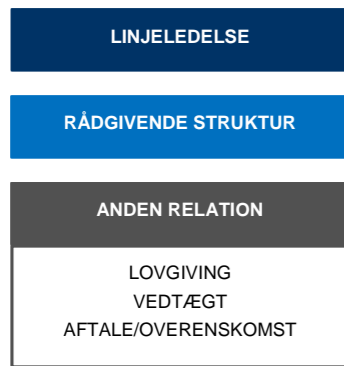 LINJELEDELSE
RÅDGIVENDE STRUKTUR
ANDEN RELATION
LOVGIVING
VEDTÆGT
AFTALE/OVERENSKOMST